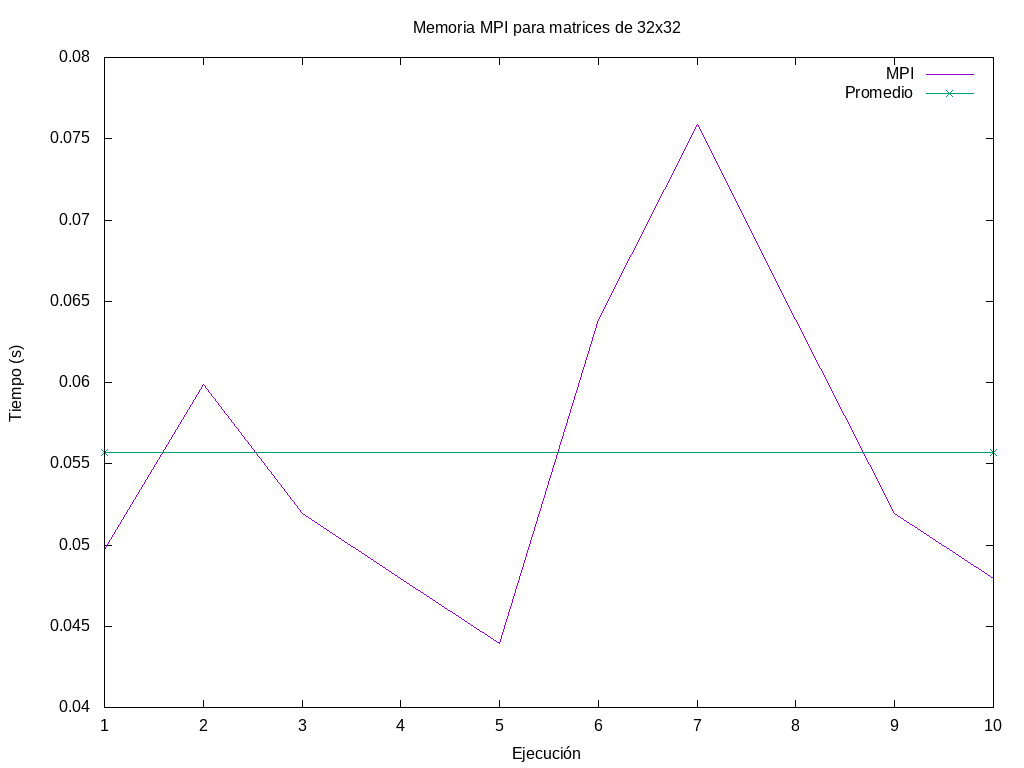 Memoria MPI para matrices de 32x32
MPI
Promedio
0.08
0.075
0.07
0.065
0.06
0.055
0.05
0.045
0.04
Tiempo (s)
1 2 3 4 5 6 7 8 9 10
Ejecución